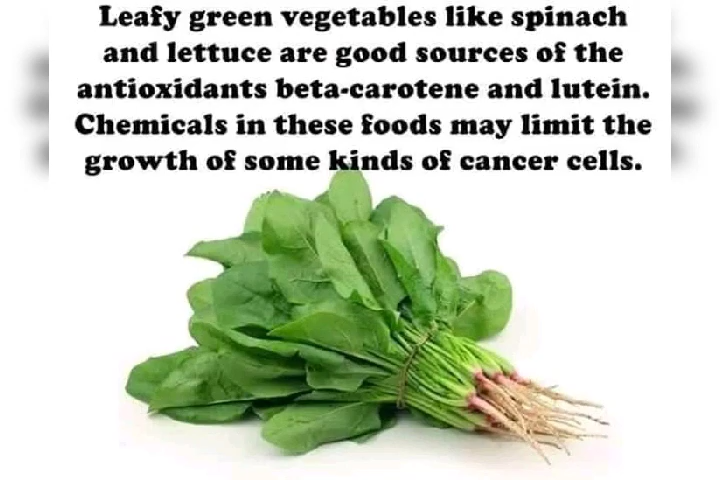 Leafy green vegetables like spinach
and lettuce are good sources of the
antioxidants beta-carotene and lutein.
Chemicals in these foods may limit the
growth of some kinds of cancer cells.